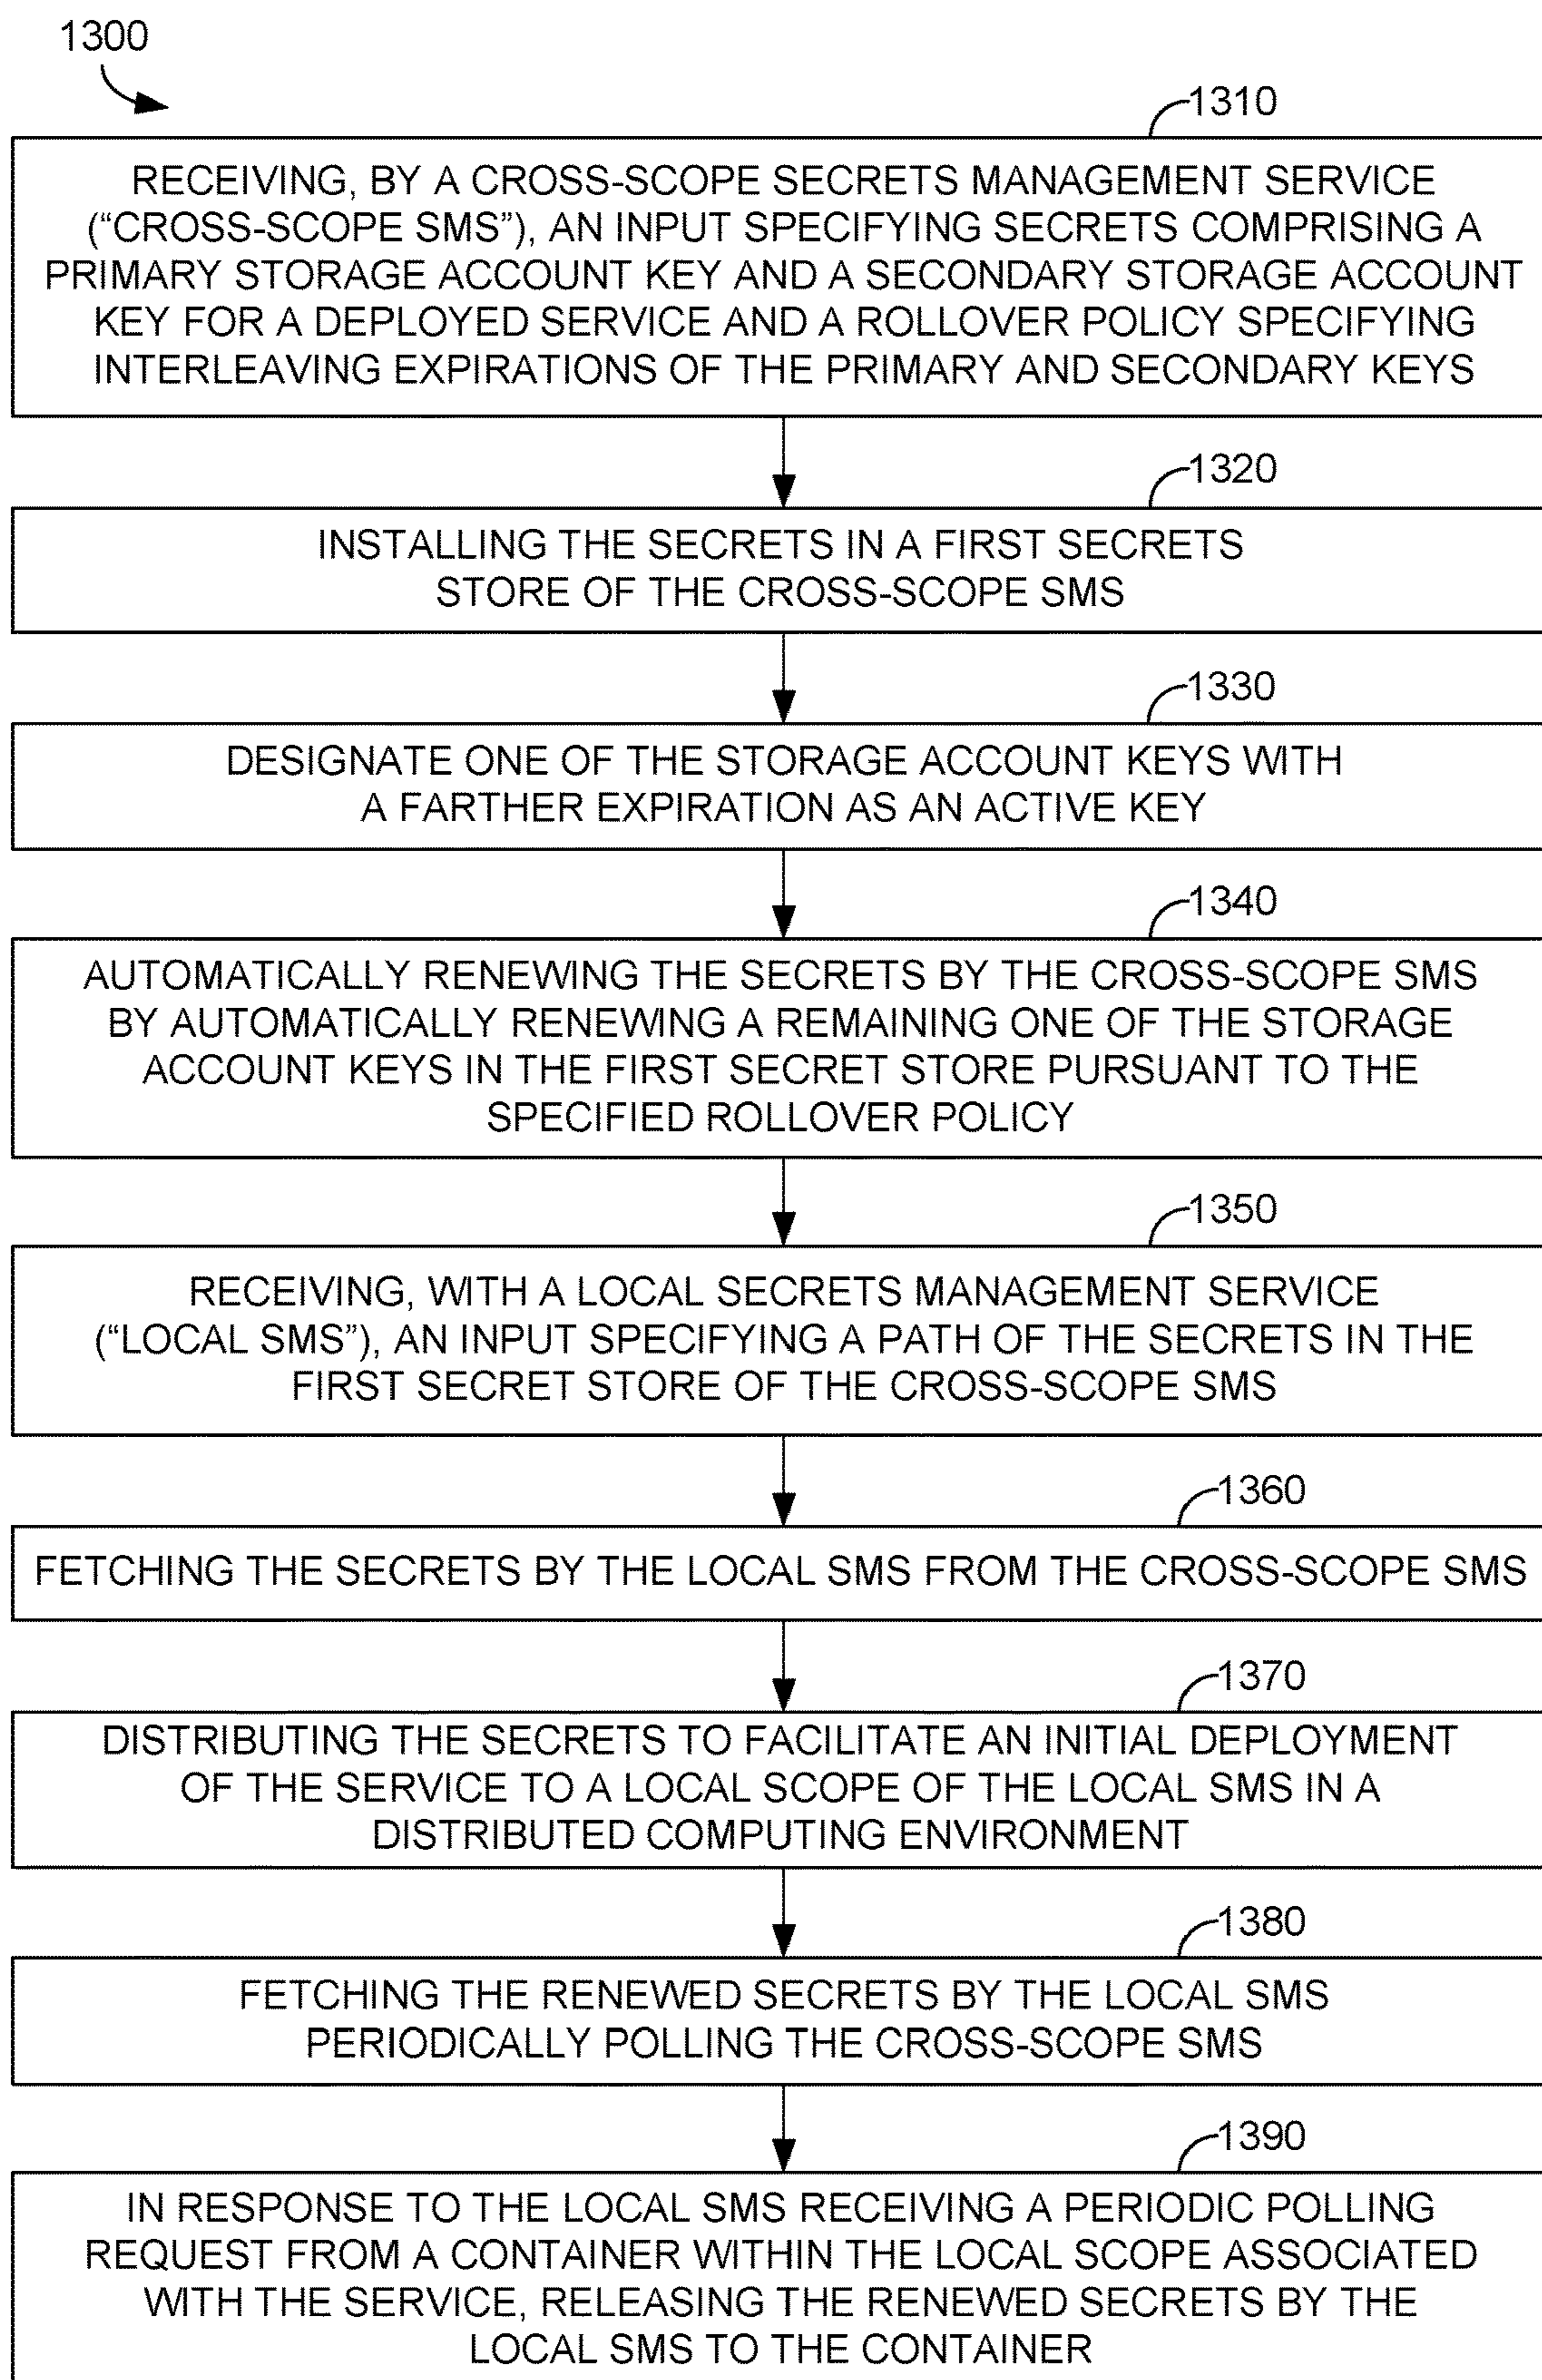 1300
1310
RECEIVING, BY A CROSS-SCOPE SECRETS MANAGEMENT SERVICE
(“CROSS-SCOPE SMS”), AN INPUT SPECIFYING SECRETS COMPRISING A
PRIMARY STORAGE ACCOUNT KEY AND A SECONDARY STORAGE ACCOUNT
KEY FOR A DEPLOYED SERVICE AND A ROLLOVER POLICY SPECIFYING
INTERLEAVING EXPIRATIONS OF THE PRIMARY AND SECONDARY KEYS
1320
INSTALLING THE SECRETS IN A FIRST SECRETS
STORE OF THE CROSS-SCOPE SMS
1330
DESIGNATE ONE OF THE STORAGE ACCOUNT KEYS WITH
A FARTHER EXPIRATION AS AN ACTIVE KEY
1340
AUTOMATICALLY RENEWING THE SECRETS BY THE CROSS-SCOPE SMS
BY AUTOMATICALLY RENEWING A REMAINING ONE OF THE STORAGE
ACCOUNT KEYS IN THE FIRST SECRET STORE PURSUANT TO THE
SPECIFIED ROLLOVER POLICY
1350
RECEIVING, WITH A LOCAL SECRETS MANAGEMENT SERVICE
(“LOCAL SMS”), AN INPUT SPECIFYING A PATH OF THE SECRETS IN THE
FIRST SECRET STORE OF THE CROSS-SCOPE SMS
1360
FETCHING THE SECRETS BY THE LOCAL SMS FROM THE CROSS-SCOPE SMS
1370
DISTRIBUTING THE SECRETS TO FACILITATE AN INITIAL DEPLOYMENT
OF THE SERVICE TO A LOCAL SCOPE OF THE LOCAL SMS IN A
DISTRIBUTED COMPUTING ENVIRONMENT
1380
FETCHING THE RENEWED SECRETS BY THE LOCAL SMS
PERIODICALLY POLLING THE CROSS-SCOPE SMS
1390
IN RESPONSE TO THE LOCAL SMS RECEIVING A PERIODIC POLLING
REQUEST FROM A CONTAINER WITHIN THE LOCAL SCOPE ASSOCIATED
WITH THE SERVICE, RELEASING THE RENEWED SECRETS BY THE
LOCAL SMS TO THE CONTAINER